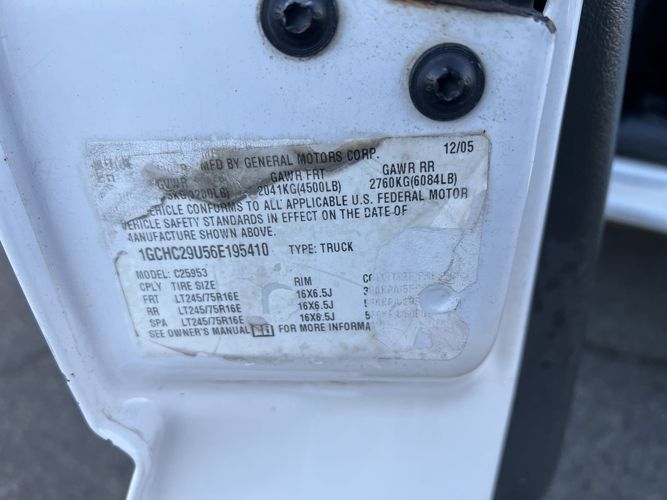 MFD BY GENERAL MOTORS CORP. 12/05
GAWR FRT GAWR RR
2041KG(4500LB) 2760KG(6084LB)
VEHICLE CONFORMS TO ALL APPLICABLE U.S. FEDERAL MOTOR
VEHICLE SAFETY STANDARDS IN EFFECT ON THE DATE OF
MANUFACTURE SHOWN ABOVE.
1GCHC29U56E195410 TYPE: TRUCK
MODEL: C25953
CPLY TIRE SIZE RIM
FRT LT245/75R16E 16X6.5J
RR LT245/75R16E 16X6.5J
SPA LT245/75R16E 16X6.5J
SEE OWNER'S MANUAL FOR MORE INFORMA